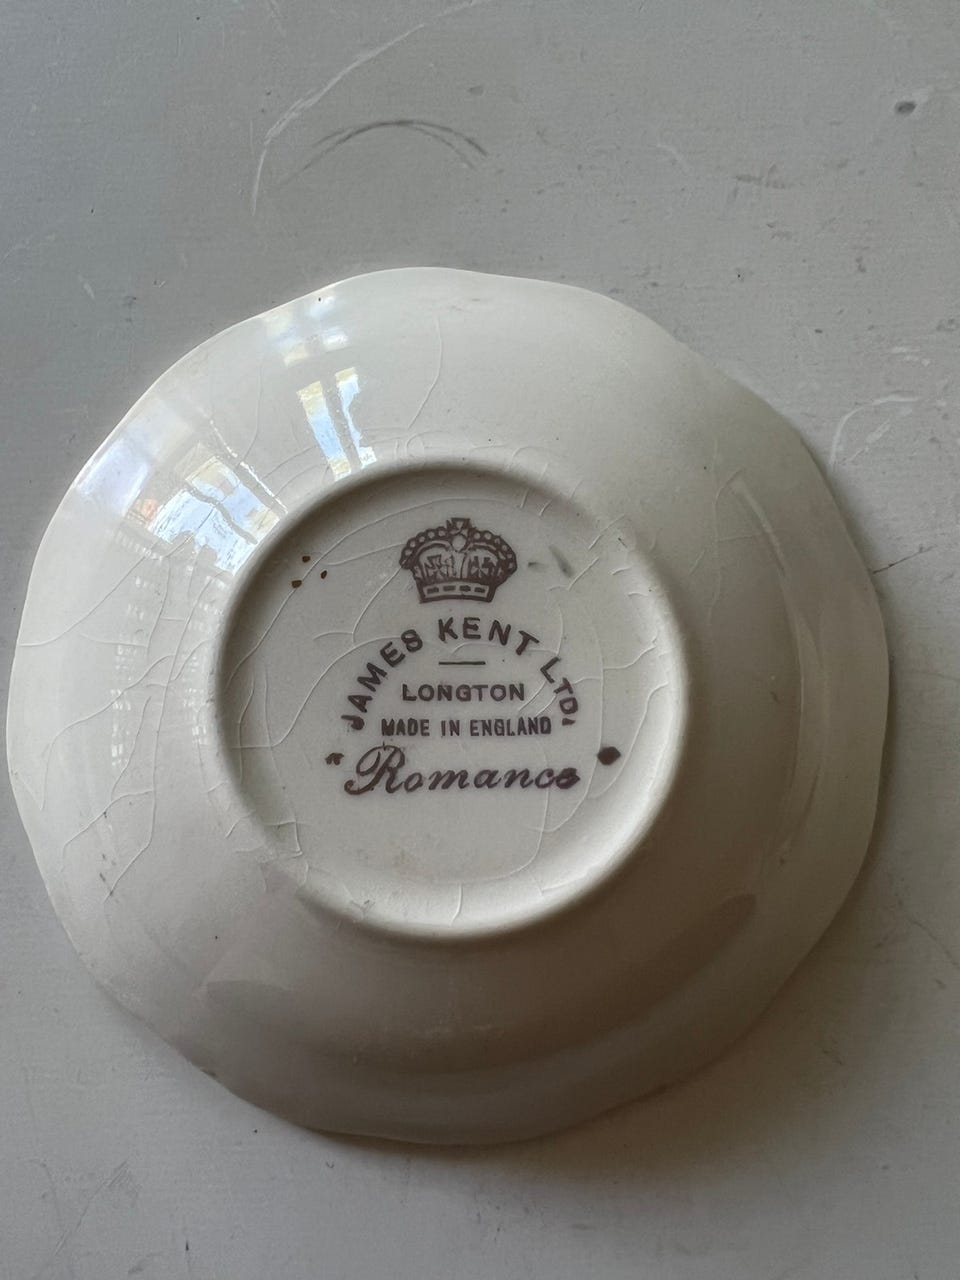 JAMES KENT LTD.
LONGTON
MADE IN ENGLAND
"Romance"